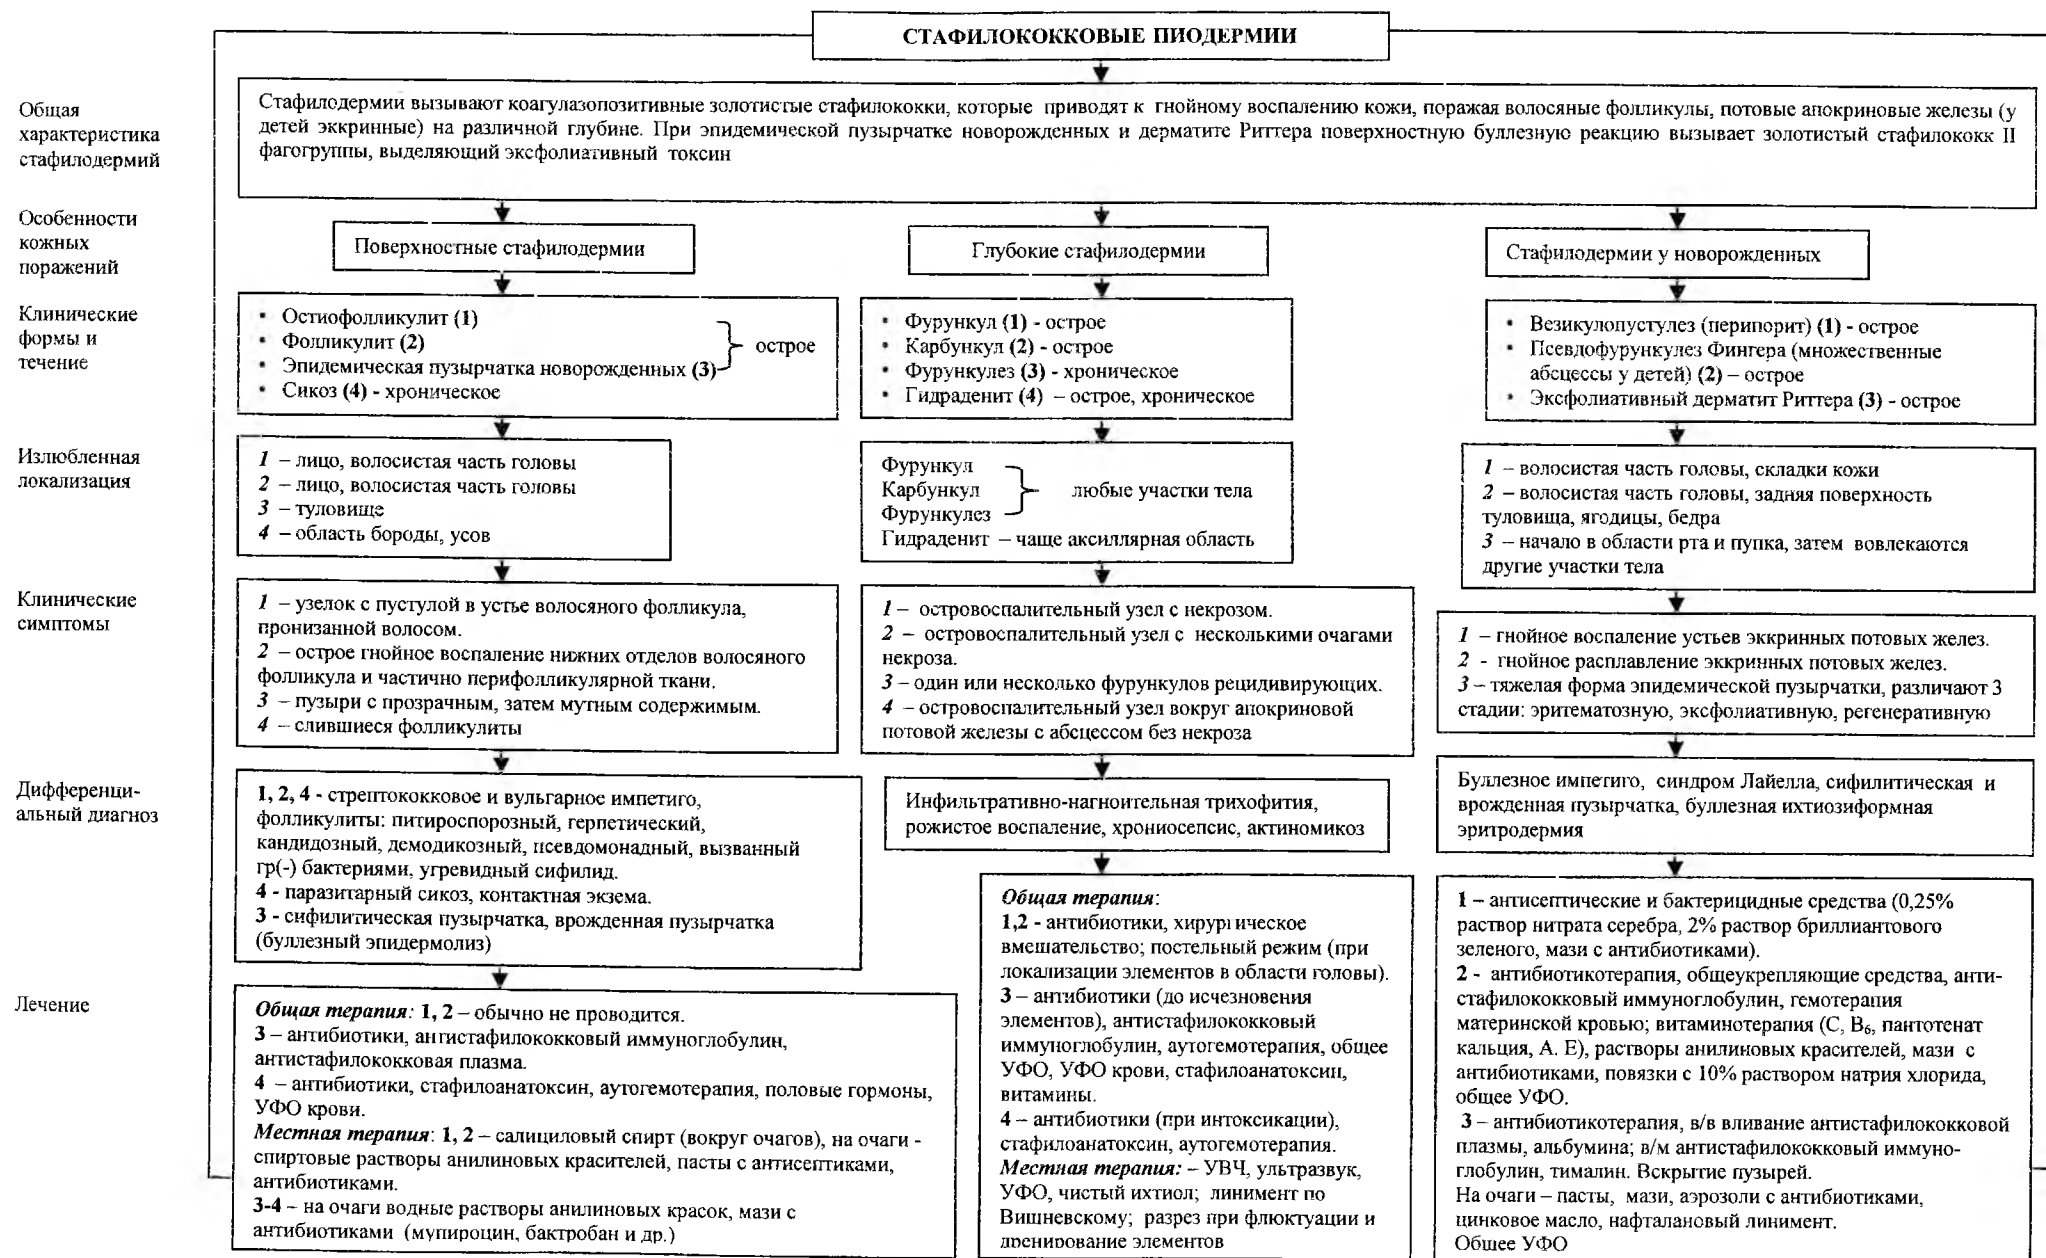 СТАФИЛОКОККОВЫЕ ПИОДЕРМИИ
Общая
характеристика
стафилодермий
Стафилодермии вызывают коагулазопозитивные золотистые стафилококки, которые приводят к гнойному воспалению кожи, поражая волосяные фолликулы, потовые апокриновые железы (у
детей эккринные) на различной глубине. При эпидемической пузырчатке новорожденных и дерматите Риттера поверхностную буллезную реакцию вызывает золотистый стафилококк II
фагогруппы, выделяющий эксфолиативный токсин
Особенности
кожных
поражений
Поверхностные стафилодермии
Глубокие стафилодермии
Стафилодермии у новорожденных
Клинические
формы и
течение
• Остиофолликулит (1)
• Фолликулит (2)
• Эпидемическая пузырчатка новорожденных (3)
острое
• Сикоз (4) - хроническое
• Фурункул (1) - острое
• Карбункул (2) - острое
• Фурункулез (3) - хроническое
• Гидраденит (4) – острое, хроническое
• Везикулопустулез (перипорит) (1) - острое
• Псевдофурункулез Фингера (множественные
абсцессы у детей) (2) – острое
• Эксфолиативный дерматит Риттера (3) - острое
Излюбленная
локализация
1 – лицо, волосистая часть головы
2 – лицо, волосистая часть головы
3 – туловище
4 – область бороды, усов
Фурункул
Карбункул
Фурункулез
любые участки тела
Гидраденит – чаще аксиллярная область
1 – волосистая часть головы, складки кожи
2 – волосистая часть головы, задняя поверхность
туловища, ягодицы, бедра
3 – начало в области рта и пупка, затем вовлекаются
другие участки тела
Клинические
симптомы
1 – узелок с пустулой в устье волосяного фолликула,
пронизанной волосом.
2 – острое гнойное воспаление нижних отделов волосяного
фолликула и частично перифолликулярной ткани.
3 – пузыри с прозрачным, затем мутным содержимым.
4 – слившиеся фолликулиты
1 – островоспалительный узел с некрозом.
2 – островоспалительный узел с несколькими очагами
некроза.
3 – один или несколько фурункулов рецидивирующих.
4 – островоспалительный узел вокруг апокриновой
потовой железы с абсцессом без некроза
1 – гнойное воспаление устьев эккринных потовых желез.
2 - гнойное расплавление эккринных потовых желез.
3 – тяжелая форма эпидемической пузырчатки, различают 3
стадии: эритематозную, эксфолиативную, регенеративную
Дифференци-
альный диагноз
1, 2, 4 - стрептококковое и вульгарное импетиго,
фолликулиты: питироспорозный, герпетический,
кандидозный, демодикозный, псевдомонадный, вызванный
гр(-) бактериями, угревидный сифилид.
4 - паразитарный сикоз, контактная экзема.
3 - сифилитическая пузырчатка, врожденная пузырчатка
(буллезный эпидермолиз)
Инфильтративно-нагноительная трихофития,
рожистое воспаление, хрониосепсис, актиномикоз
Буллезное импетиго, синдром Лайелла, сифилитическая и
врожденная пузырчатка, буллезная ихтиозиформная
эритродермия
Лечение
Общая терапия: 1, 2 – обычно не проводится.
3 – антибиотики, антистафилококковый иммуноглобулин,
антистафилококковая плазма.
4 – антибиотики, стафилоанатоксин, аутогемотерапия, половые гормоны,
УФО крови.
Местная терапия: 1, 2 – салициловый спирт (вокруг очагов), на очаги -
спиртовые растворы анилиновых красителей, пасты с антисептиками,
антибиотиками.
3-4 – на очаги водные растворы анилиновых красок, мази с
антибиотиками (мупироцин, бактробан и др.)
Общая терапия:
1,2 - антибиотики, хирургическое
вмешательство; постельный режим (при
локализации элементов в области головы).
3 – антибиотики (до исчезновения
элементов), антистафилококковый
иммуноглобулин, аутогемотерапия, общее
УФО, УФО крови, стафилоанатоксин,
витамины.
4 – антибиотики (при интоксикации),
стафилоанатоксин, аутогемотерапия.
Местная терапия: – УВЧ, ультразвук,
УФО, чистый ихтиол; линимент по
Вишневскому; разрез при флюктуации и
дренирование элементов
1 – антисептические и бактерицидные средства (0,25%
раствор нитрата серебра, 2% раствор бриллиантового
зеленого, мази с антибиотиками).
2 - антибиотикотерапия, общеукрепляющие средства, анти-
стафилококковый иммуноглобулин, гемотерапия
материнской кровью; витаминотерапия (С, В₆, пантотенат
кальция, А. Е), растворы анилиновых красителей, мази с
антибиотиками, повязки с 10% раствором натрия хлорида,
общее УФО.
3 – антибиотикотерапия, в/в вливание антистафилококковой
плазмы, альбумина; в/м антистафилококковый иммуно-
глобулин, тималин. Вскрытие пузырей.
На очаги – пасты, мази, аэрозоли с антибиотиками,
цинковое масло, нафталановый линимент.
Общее УФО